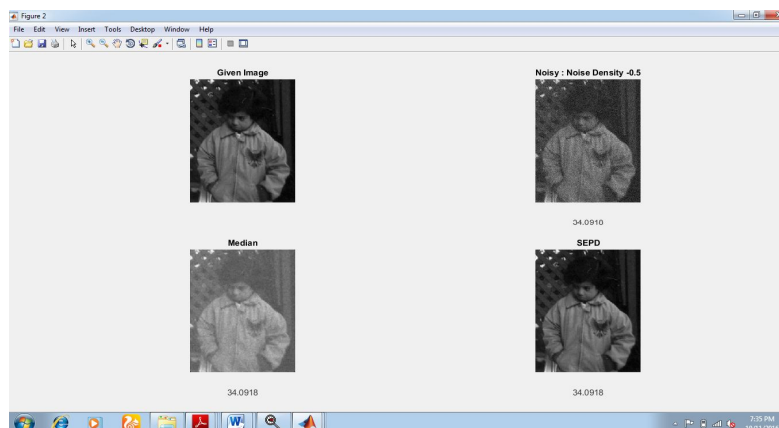 Figure 2
File Edit View Insert Tools Desktop Window Help
Given Image
Noisy : Noise Density -0.5
34.0918
Median
SEPD
34.0918
34.0918
7:35 PM